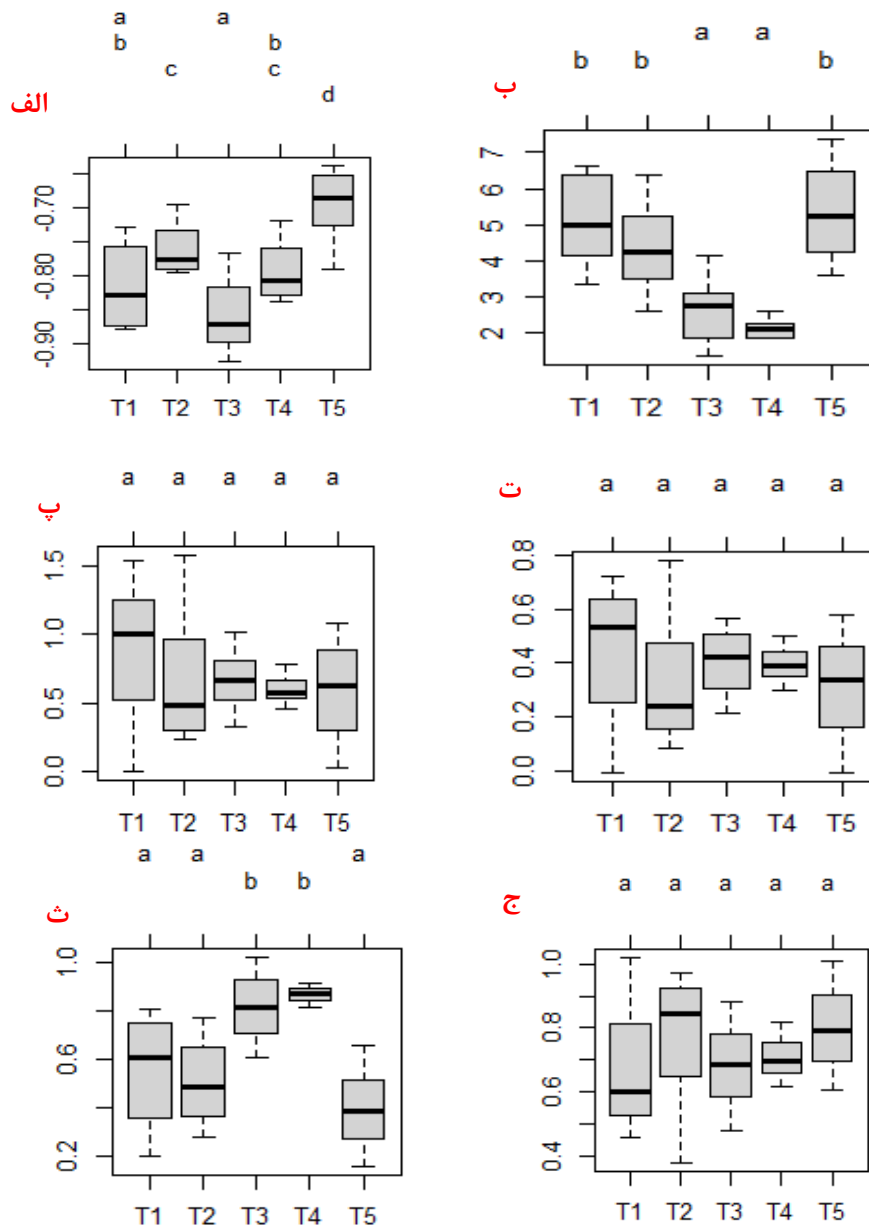 a a
b b
c c
d
الف
-0.70
-0.80
-0.90
T1 T2 T3 T4 T5
a a
b b b
ب
7
6
5
4
3
2
T1 T2 T3 T4 T5
a a a a a
پ
1.5
1.0
0.5
0.0
T1 T2 T3 T4 T5
a a a a a
ت
0.8
0.6
0.4
0.2
0.0
T1 T2 T3 T4 T5
a a a
b b
ث
1.0
0.6
0.2
T1 T2 T3 T4 T5
a a a a a
ج
1.0
0.8
0.6
0.4
T1 T2 T3 T4 T5